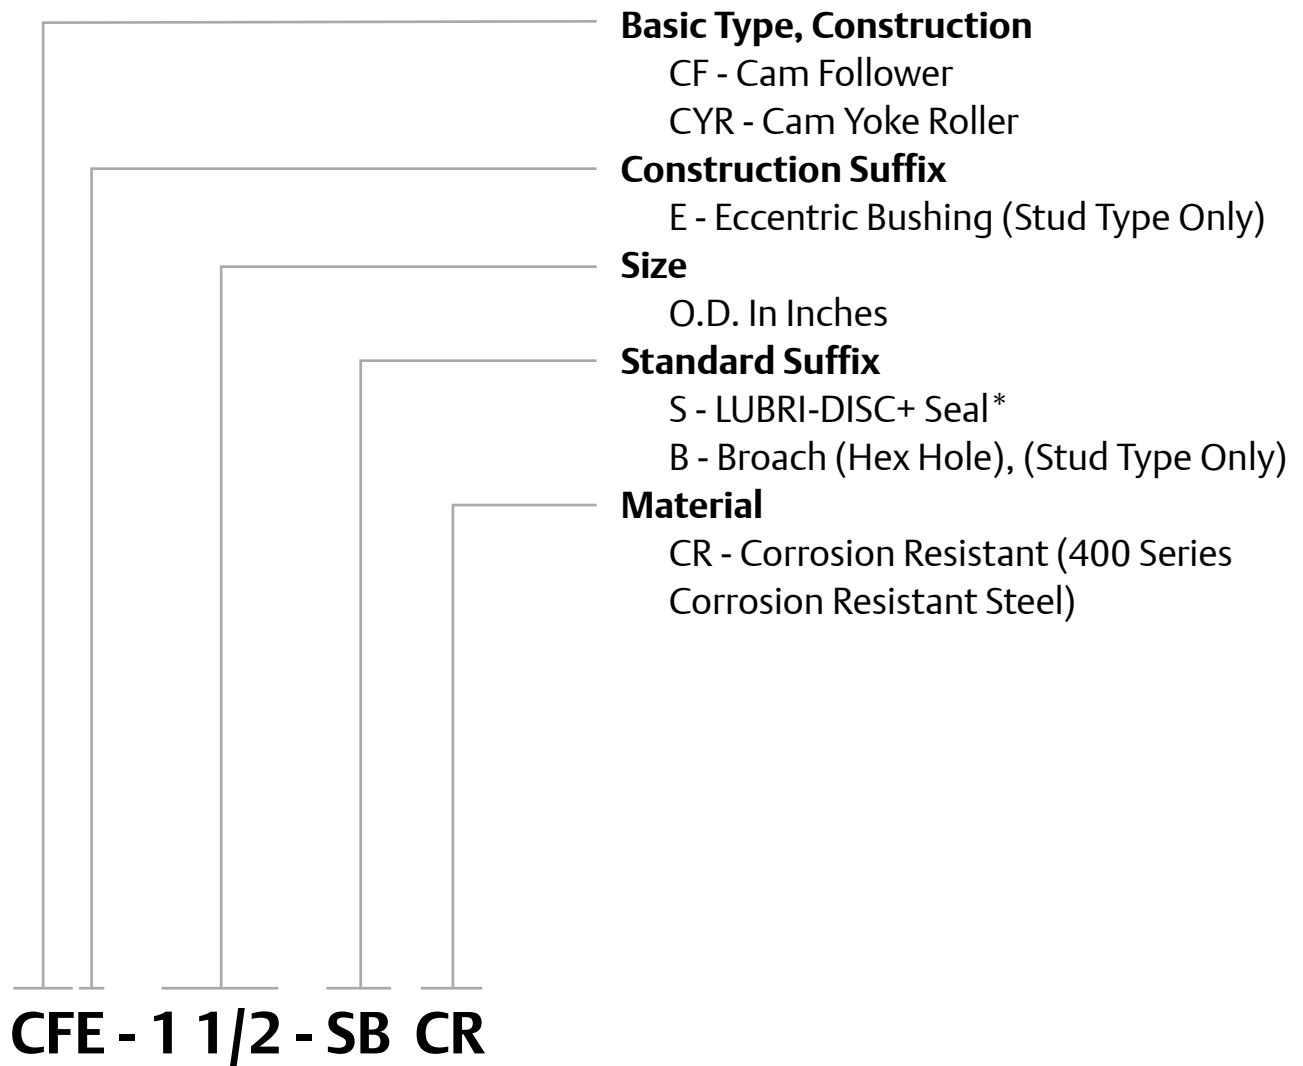 Basic Type, Construction
CF - Cam Follower
CYR - Cam Yoke Roller
Construction Suffix
E - Eccentric Bushing (Stud Type Only)
Size
O.D. In Inches
Standard Suffix
S - LUBRI-DISC+ Seal*
B - Broach (Hex Hole), (Stud Type Only)
Material
CR - Corrosion Resistant (400 Series
Corrosion Resistant Steel)
CFE - 1 1/2 - SB CR